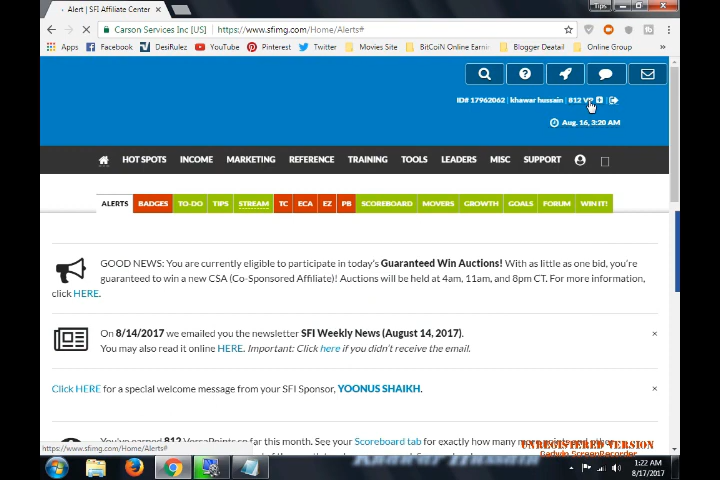 Alert | SFI Affiliate Center
Tips
Carson Services Inc [US] https://www.sfimg.com/Home/Alerts#
Apps Facebook DesiRulez YouTube Pinterest Twitter Movies Site BitCoiN Online Earnin Blogger Deatail Online Group
ID# 17962062 | khawar hussain | 812 VP
Aug. 16, 3:20 AM
HOT SPOTS INCOME MARKETING REFERENCE TRAINING TOOLS LEADERS MISC SUPPORT
ALERTS BADGES TO-DO TIPS STREAM TC ECA EZ PB SCOREBOARD MOVERS GROWTH GOALS FORUM WIN IT!
GOOD NEWS: You are currently eligible to participate in today's Guaranteed Win Auctions! With as little as one bid, you're
guaranteed to win a new CSA (Co-Sponsored Affiliate)! Auctions will be held at 4am, 11am, and 8pm CT. For more information,
click HERE.
On 8/14/2017 we emailed you the newsletter SFI Weekly News (August 14, 2017).
You may also read it online HERE. Important: Click here if you didn't receive the email.
Click HERE for a special welcome message from your SFI Sponsor, YOONUS SHAIKH.
You've earned 812 VersaPoints so far this month. See your Scoreboard tab for exactly how many
https://www.sfimg.com/Home/Alerts#
UNREGISTERED VERSION
ScreenRecorder
1:22 AM
8/17/2017